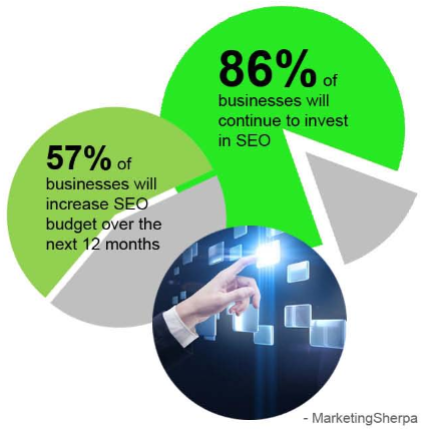 86% of
businesses will
continue to invest
in SEO
57% of
businesses will
increase SEO
budget over the
next 12 months
- MarketingSherpa